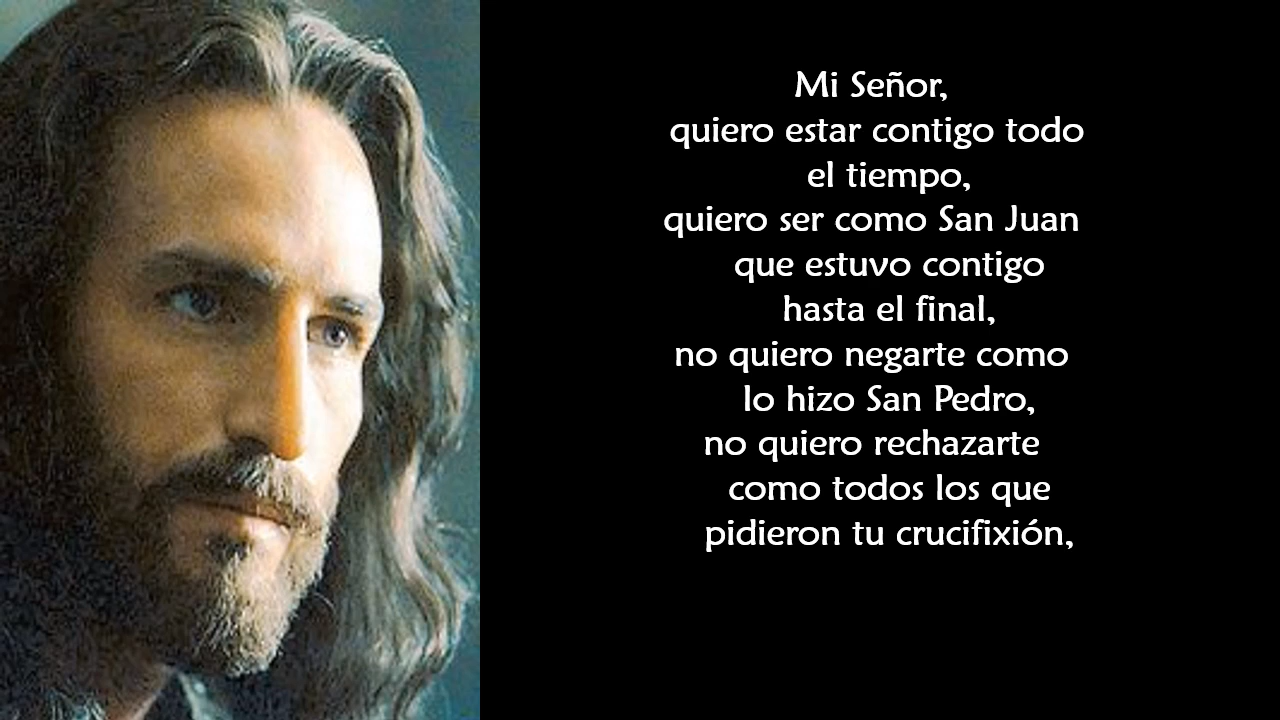 Mi Señor,
quiero estar contigo todo
el tiempo,
quiero ser como San Juan
que estuvo contigo
hasta el final,
no quiero negarte como
lo hizo San Pedro,
no quiero rechazarte
como todos los que
pidieron tu crucifixión,